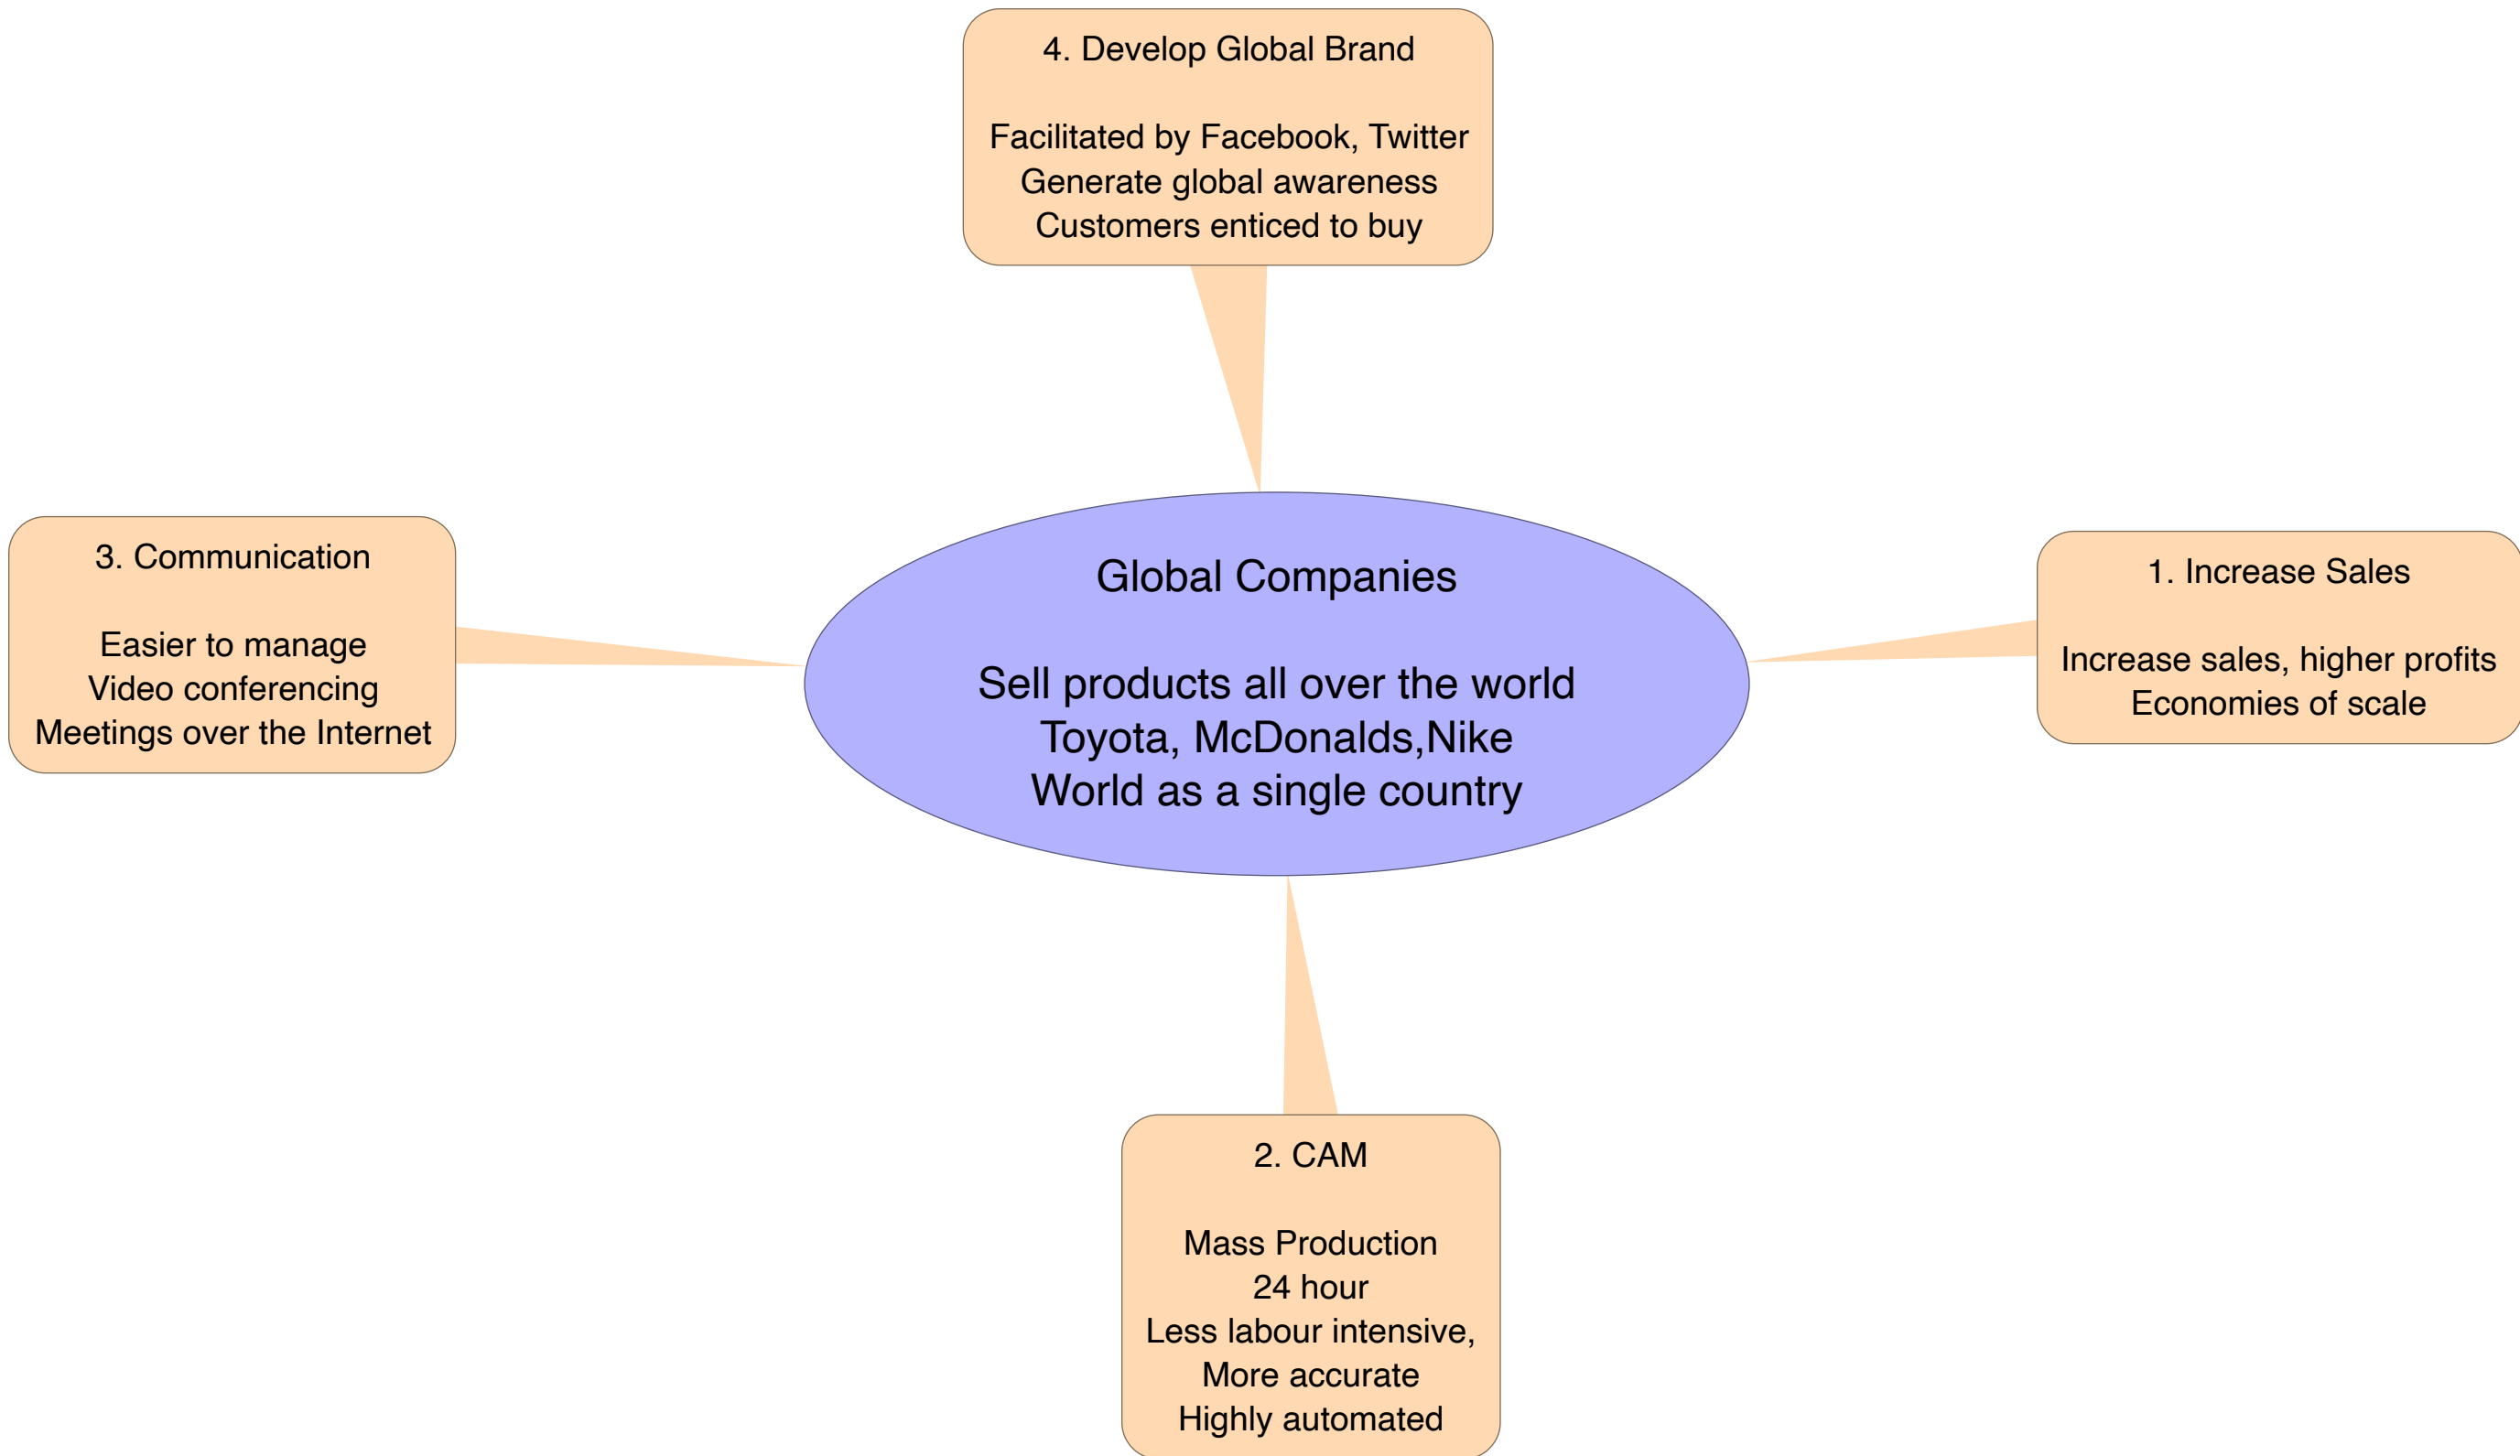 4. Develop Global Brand
Facilitated by Facebook, Twitter
Generate global awareness
Customers enticed to buy
3. Communication
Easier to manage
Video conferencing
Meetings over the Internet
Global Companies
Sell products all over the world
Toyota, McDonalds,Nike
World as a single country
1. Increase Sales
Increase sales, higher profits
Economies of scale
2. CAM
Mass Production
24 hour
Less labour intensive,
More accurate
Highly automated